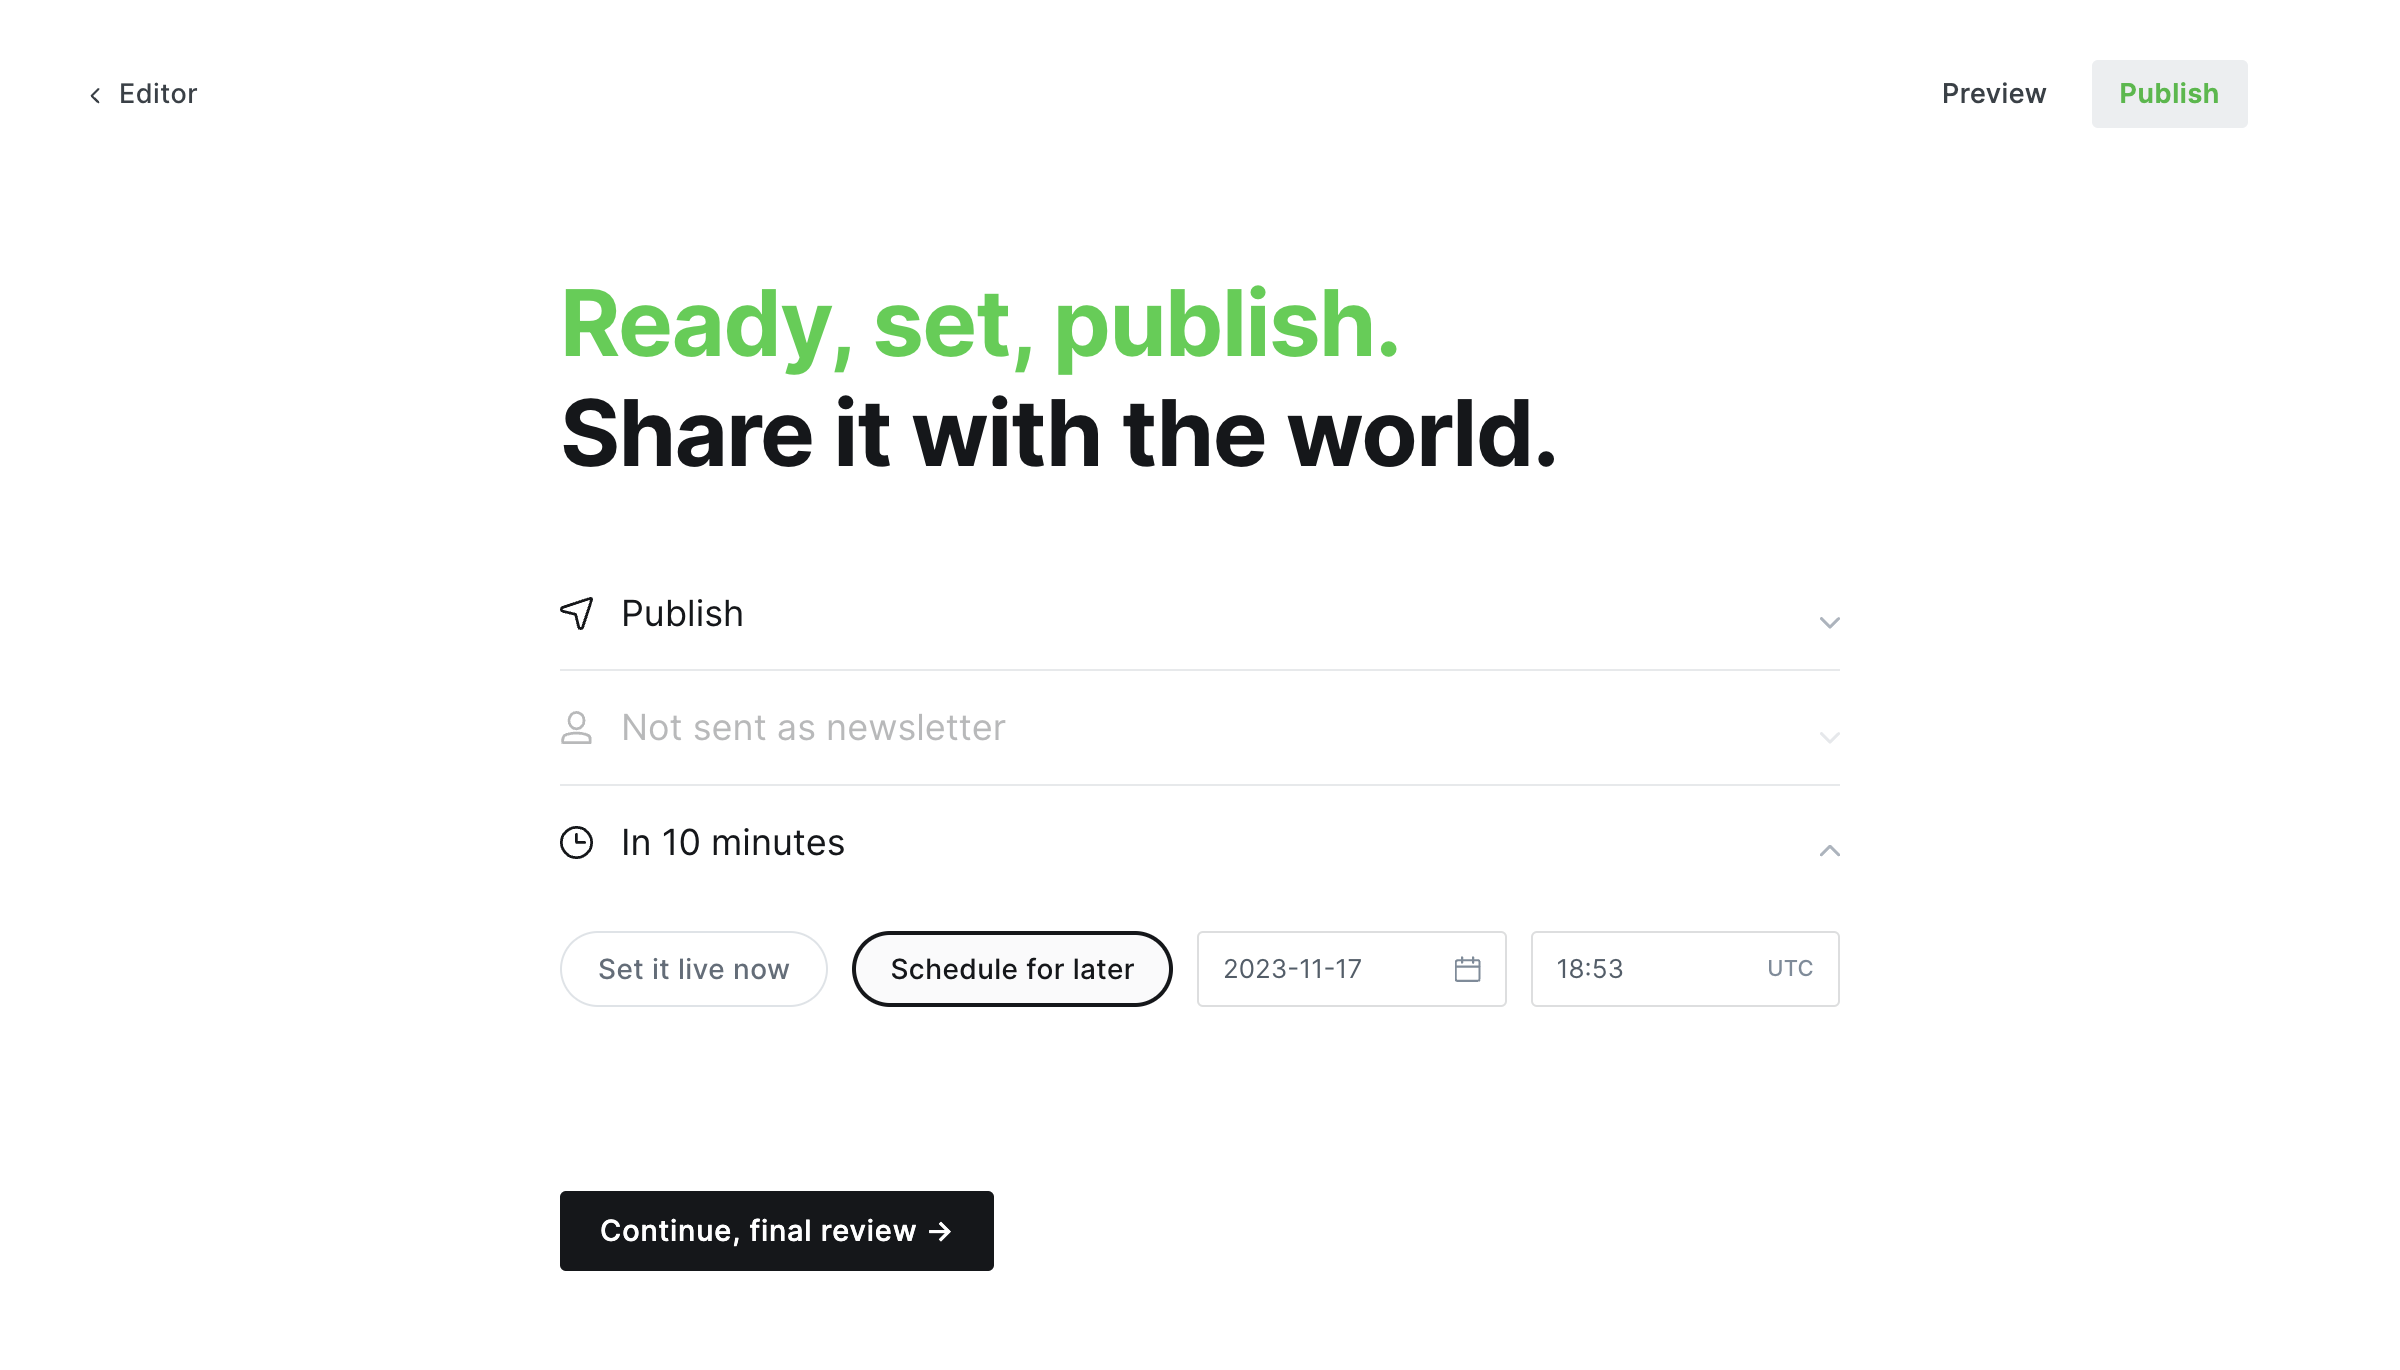 Editor
Preview
Publish
Ready, set, publish.
Share it with the world.
Publish
Not sent as newsletter
In 10 minutes
Set it live now
Schedule for later
2023-11-17
18:53
UTC
Continue, final review →